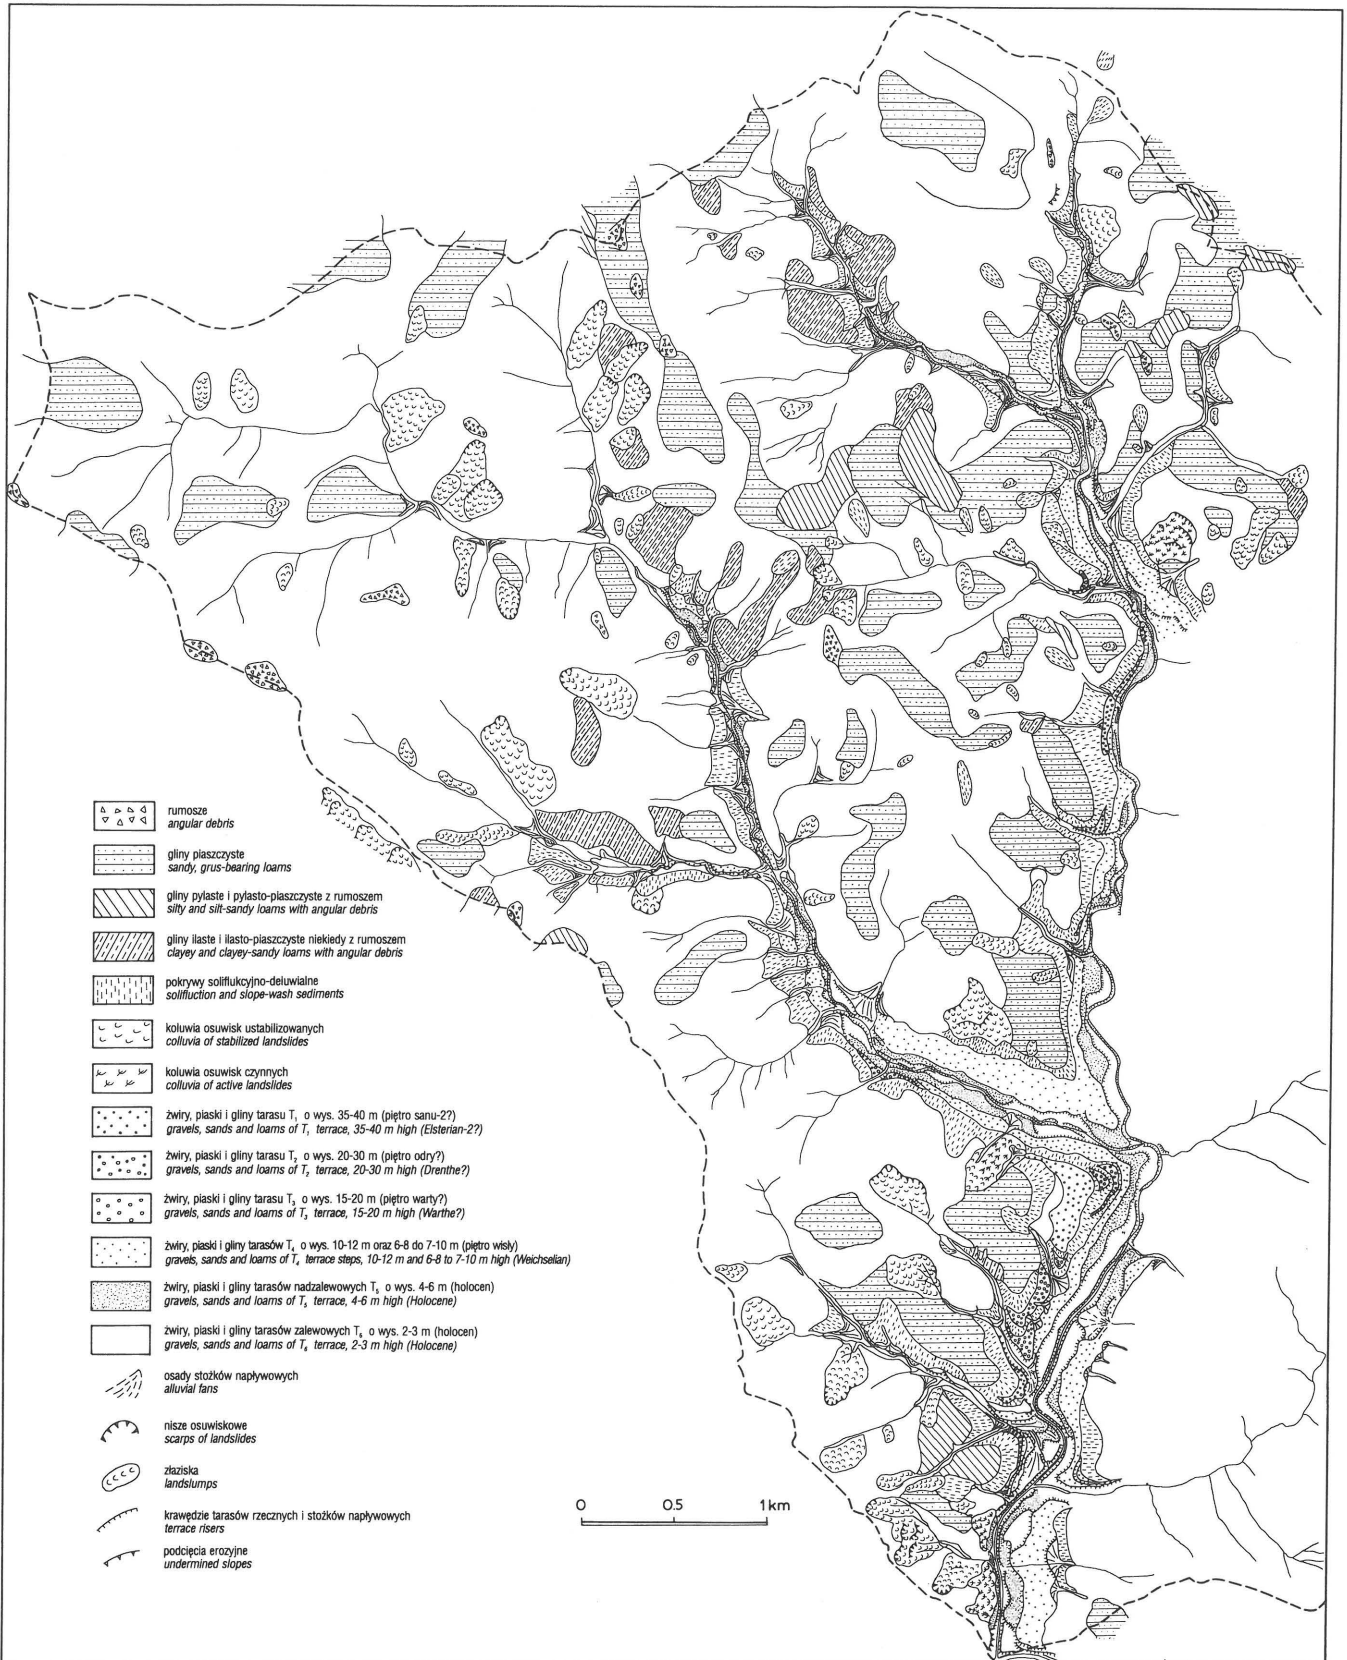 rumosze
angular debris
gliny piaszczyste
sandy, grus-bearing loams
gliny pylaste i pylasto-piaszczyste z rumoszem
silty and silt-sandy loams with angular debris
gliny ilaste i ilasto-piaszczyste niekiedy z rumoszem
clayey and clayey-sandy loams with angular debris
pokrywy soliflukcyjno-deluwialne
solifluction and slope-wash sediments
koluwia osuwisk ustabilizowanych
colluvia of stabilized landslides
koluwia osuwisk czynnych
colluvia of active landslides
żwiry, piaski i gliny tarasu T₁ o wys. 35-40 m (piętro sanu-2?)
gravels, sands and loams of T₁ terrace, 35-40 m high (Elsterian-2?)
żwiry, piaski i gliny tarasu T₂ o wys. 20-30 m (piętro odry?)
gravels, sands and loams of T₂ terrace, 20-30 m high (Drenthe?)
żwiry, piaski i gliny tarasu T₃ o wys. 15-20 m (piętro warty?)
gravels, sands and loams of T₃ terrace, 15-20 m high (Warthe?)
żwiry, piaski i gliny tarasów T₄ o wys. 10-12 m oraz 6-8 do 7-10 m (piętro wisły)
gravels, sands and loams of T₄ terrace steps, 10-12 m and 6-8 to 7-10 m high (Weichselian)
żwiry, piaski i gliny tarasów nadzalewowych T₅ o wys. 4-6 m (holocen)
gravels, sands and loams of T₅ terrace, 4-6 m high (Holocene)
żwiry, piaski i gliny tarasów zalewowych T₆ o wys. 2-3 m (holocen)
gravels, sands and loams of T₆ terrace, 2-3 m high (Holocene)
osady stożków napływowych
alluvial fans
nisze osuwiskowe
scarps of landslides
złaziska
landslumps
krawędzie tarasów rzecznych i stożków napływowych
terrace risers
podcięcia erozyjne
undermined slopes
0 0.5 1 km